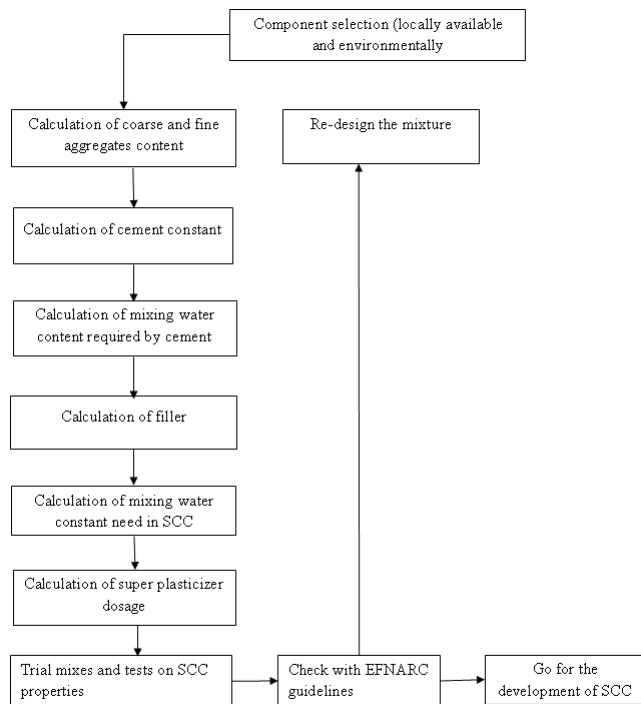 Component selection (locally available
and environmentally
Calculation of coarse and fine
aggregates content
Re-design the mixture
Calculation of cement constant
Calculation of mixing water
content required by cement
Calculation of filler
Calculation of mixing water
constant need in SCC
Calculation of super plasticizer
dosage
Trial mixes and tests on SCC
properties
Check with EFNARC
guidelines
Go for the
development of SCC